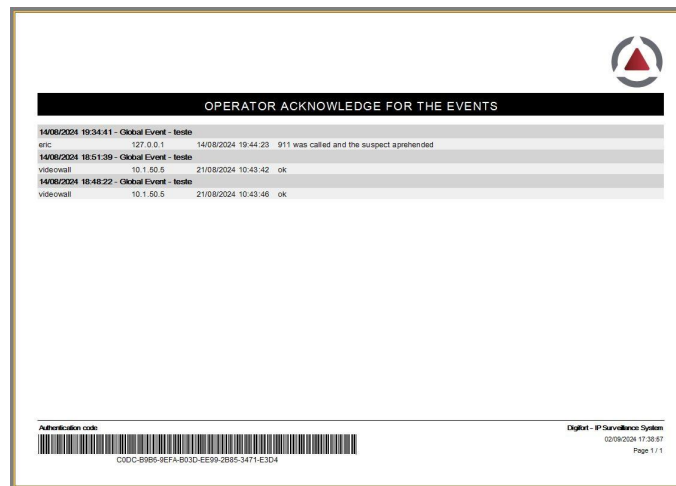 OPERATOR ACKNOWLEDGE FOR THE EVENTS
14/08/2024 19:34:41 - Global Event - teste
eric 127.0.0.1 14/08/2024 19:44:23 911 was called and the suspect aprehended
14/08/2024 18:51:39 - Global Event - teste
videowall 10.1.50.5 21/08/2024 10:43:42 ok
14/08/2024 18:48:22 - Global Event - teste
videowall 10.1.50.5 21/08/2024 10:43:46 ok
Authentication code
Digifort - IP Surveillance System
02/09/2024 17:38:57
Page 1 / 1
C0DC-B9B6-9EFA-B03D-EE99-2B85-3471-E3D4